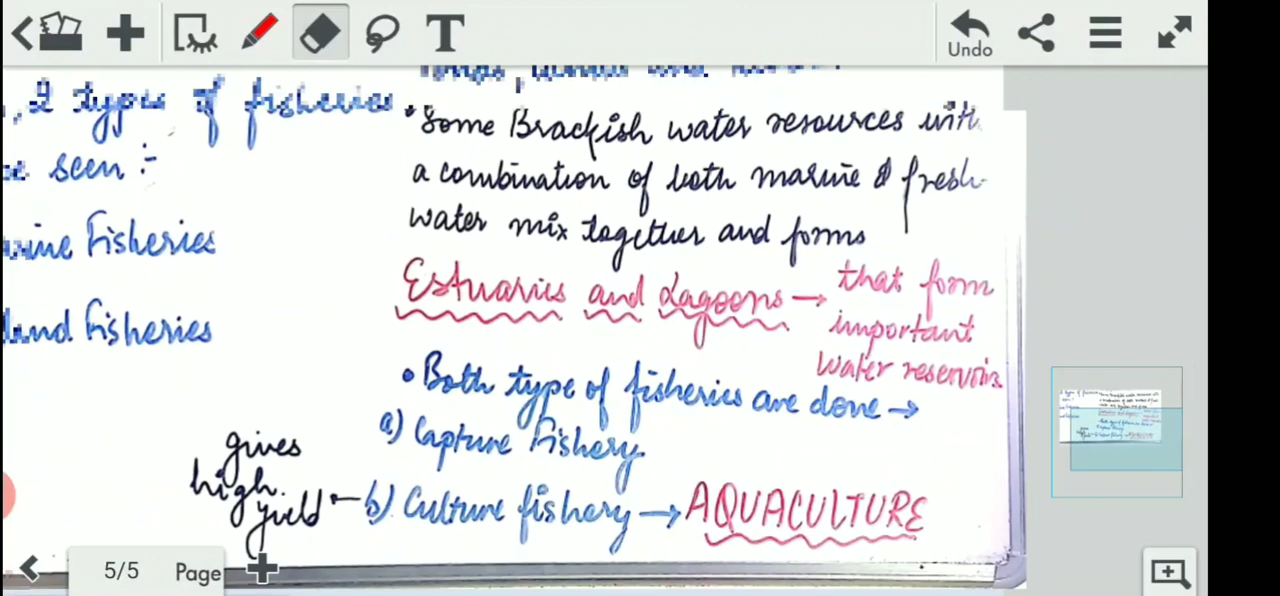 T
Undo
, 2 types of fisheries
seen :-
Fisheries
Fisheries
• Some Brackish water resources with
a combination of both marine & fresh-
water mix together and forms
Estuaries and Lagoons → that form
important
water reservoirs
• Both type of fisheries are done →
a) Capture Fishery.
b) Culture fishery → AQUACULTURE
gives
high
yield
5/5 Page